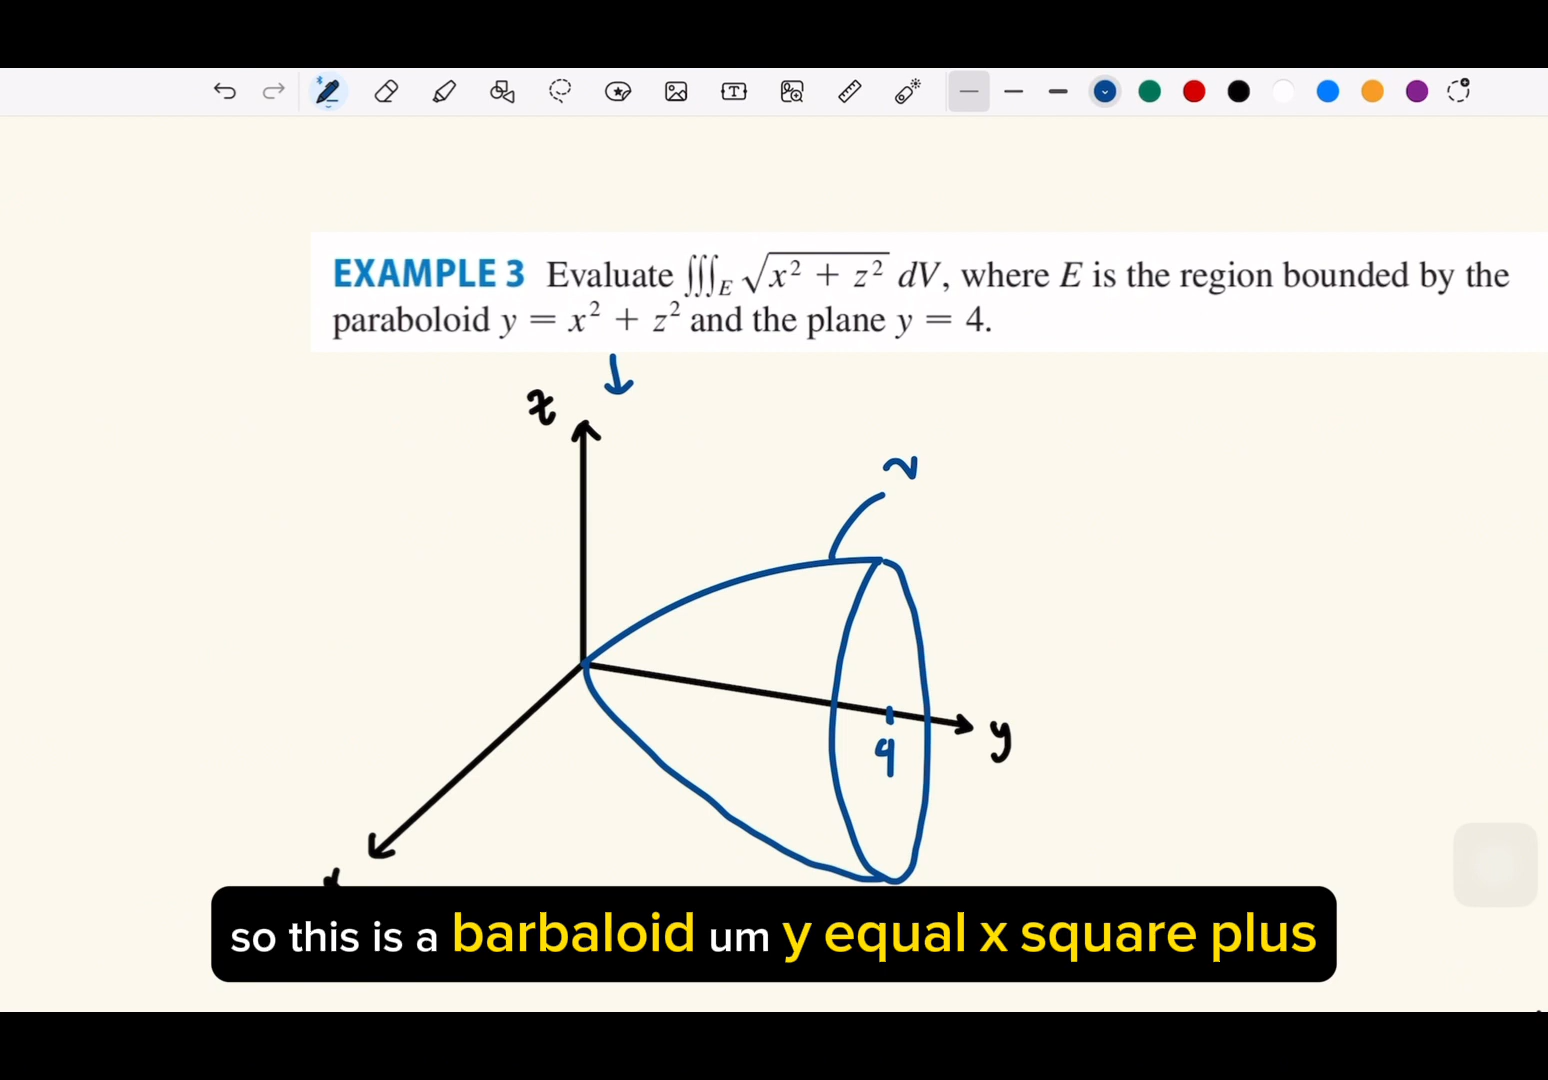 EXAMPLE 3 Evaluate ∭_E √(x² + z²) dV, where E is the region bounded by the
paraboloid y = x² + z² and the plane y = 4.
z
y
4
so this is a barbaloid um y equal x square plus